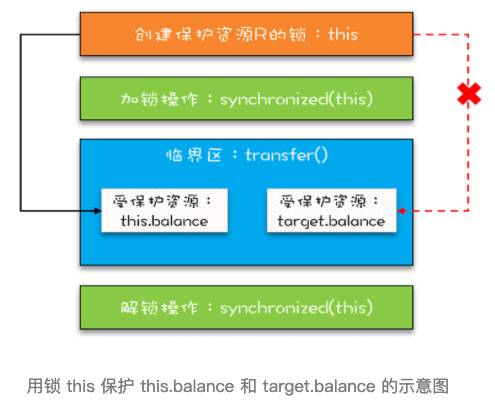 创建保护资源R的锁：this
加锁操作：synchronized(this)
临界区：transfer()
受保护资源：
this.balance
受保护资源：
target.balance
解锁操作：synchronized(this)
用锁 this 保护 this.balance 和 target.balance 的示意图